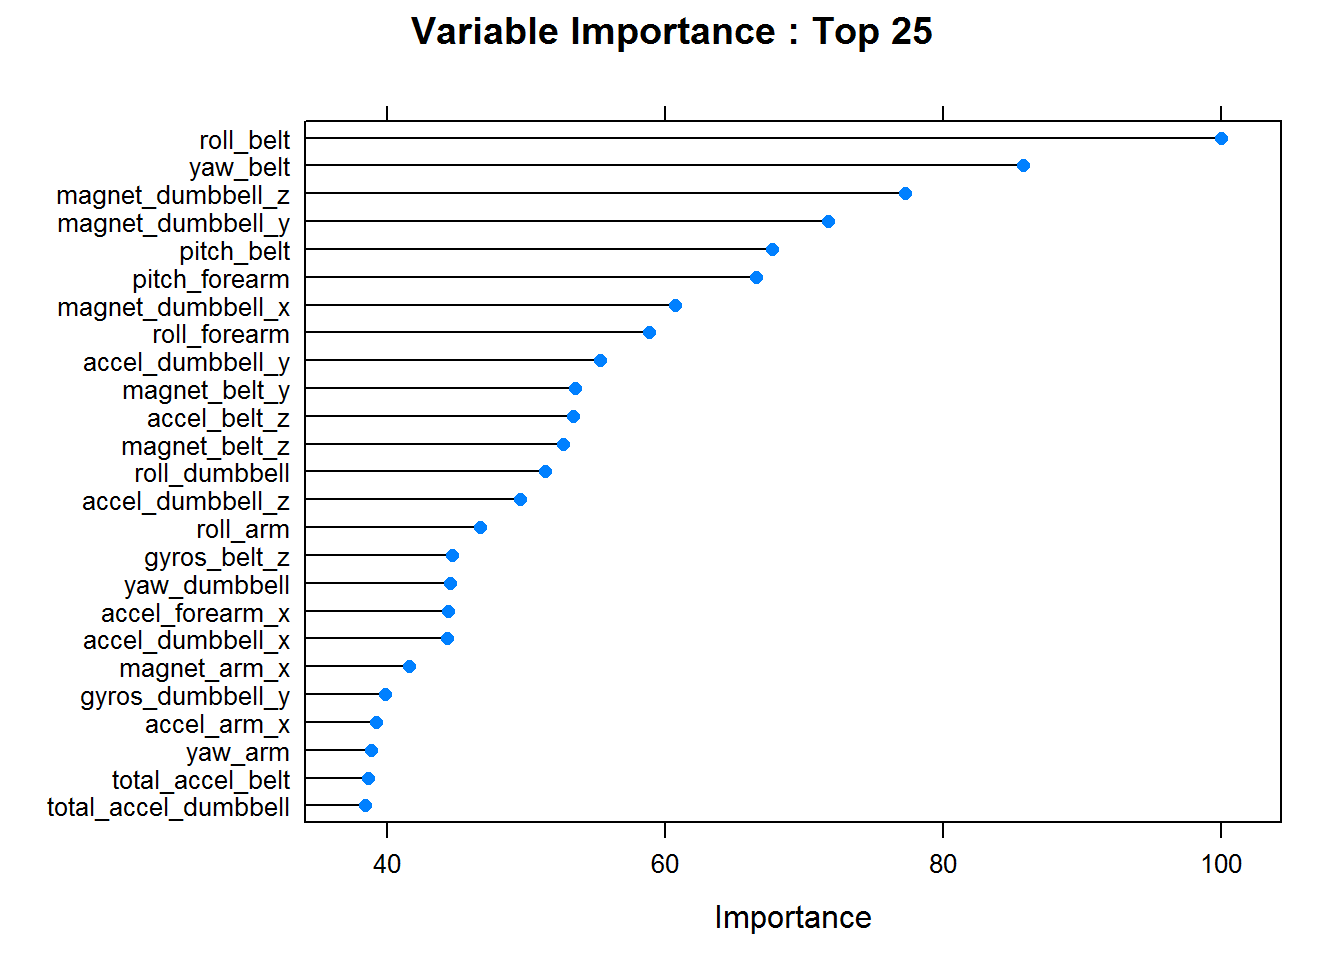 Variable Importance : Top 25
roll_belt
yaw_belt
magnet_dumbbell_z
magnet_dumbbell_y
pitch_belt
pitch_forearm
magnet_dumbbell_x
roll_forearm
accel_dumbbell_y
magnet_belt_y
accel_belt_z
magnet_belt_z
roll_dumbbell
accel_dumbbell_z
roll_arm
gyros_belt_z
yaw_dumbbell
accel_forearm_x
accel_dumbbell_x
magnet_arm_x
gyros_dumbbell_y
accel_arm_x
yaw_arm
total_accel_belt
total_accel_dumbbell
40 60 80 100
Importance